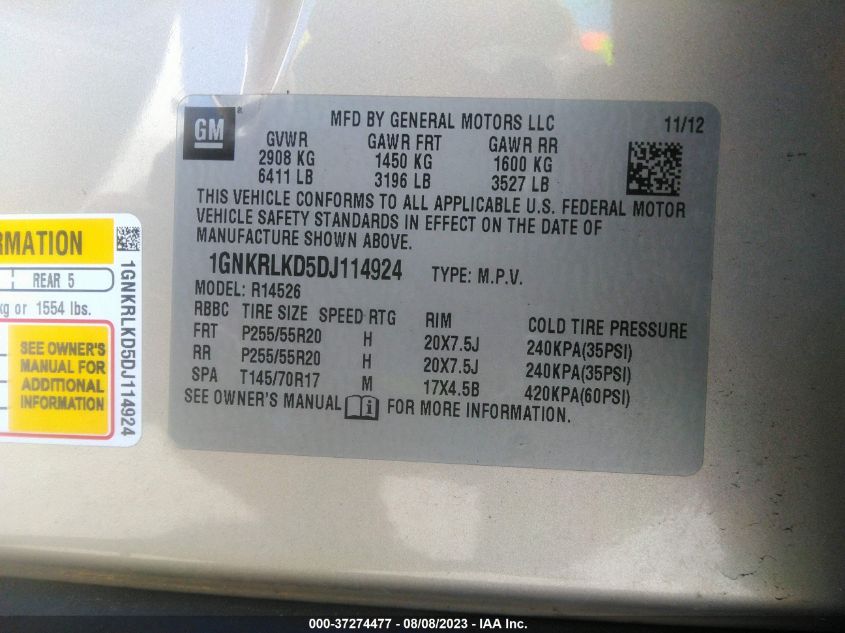 GM
MFD BY GENERAL MOTORS LLC 11/12
GVWR GAWR FRT GAWR RR
2908 KG 1450 KG 1600 KG
6411 LB 3196 LB 3527 LB
THIS VEHICLE CONFORMS TO ALL APPLICABLE U.S. FEDERAL MOTOR
VEHICLE SAFETY STANDARDS IN EFFECT ON THE DATE OF
MANUFACTURE SHOWN ABOVE.
1GNKRLKD5DJ114924 TYPE: M.P.V.
MODEL: R14526
RBBC TIRE SIZE SPEED RTG RIM COLD TIRE PRESSURE
FRT P255/55R20 H 20X7.5J 240KPA(35PSI)
RR P255/55R20 H 20X7.5J 240KPA(35PSI)
SPA T145/70R17 M 17X4.5B 420KPA(60PSI)
SEE OWNER'S MANUAL i FOR MORE INFORMATION.
RMATION
REAR 5
kg or 1554 lbs.
SEE OWNER'S
MANUAL FOR
ADDITIONAL
INFORMATION
1GNKRLKD5DJ114924
000-37274477 - 08/08/2023 - IAA Inc.